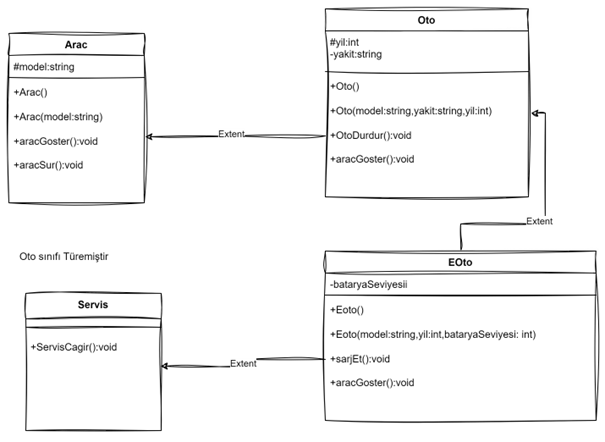 Arac
#model:string
+Arac()
+Arac(model:string)
+aracGoster():void
+aracSur():void
Extent
Oto
#yil:int
-yakit:string
+Oto()
+Oto(model:string,yakit:string,yil:int)
+OtoDurdur():void
+aracGoster():void
Extent
Oto sınıfı Türemiştir
Servis
+ServisCagir():void
Extent
EOto
-bataryaSeviyesii
+Eoto()
+Eoto(model:string,yil:int,bataryaSeviyesi: int)
+sarjEt():void
+aracGoster():void